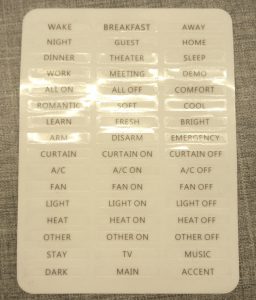 WAKE BREAKFAST AWAY
NIGHT GUEST HOME
DINNER THEATER SLEEP
WORK MEETING DEMO
ALL ON ALL OFF COMFORT
ROMANTIC SOFT COOL
LEARN FRESH BRIGHT
ARM DISARM EMERGENCY
CURTAIN CURTAIN ON CURTAIN OFF
A/C A/C ON A/C OFF
FAN FAN ON FAN OFF
LIGHT LIGHT ON LIGHT OFF
HEAT HEAT ON HEAT OFF
OTHER OTHER ON OTHER OFF
STAY TV MUSIC
DARK MAIN ACCENT